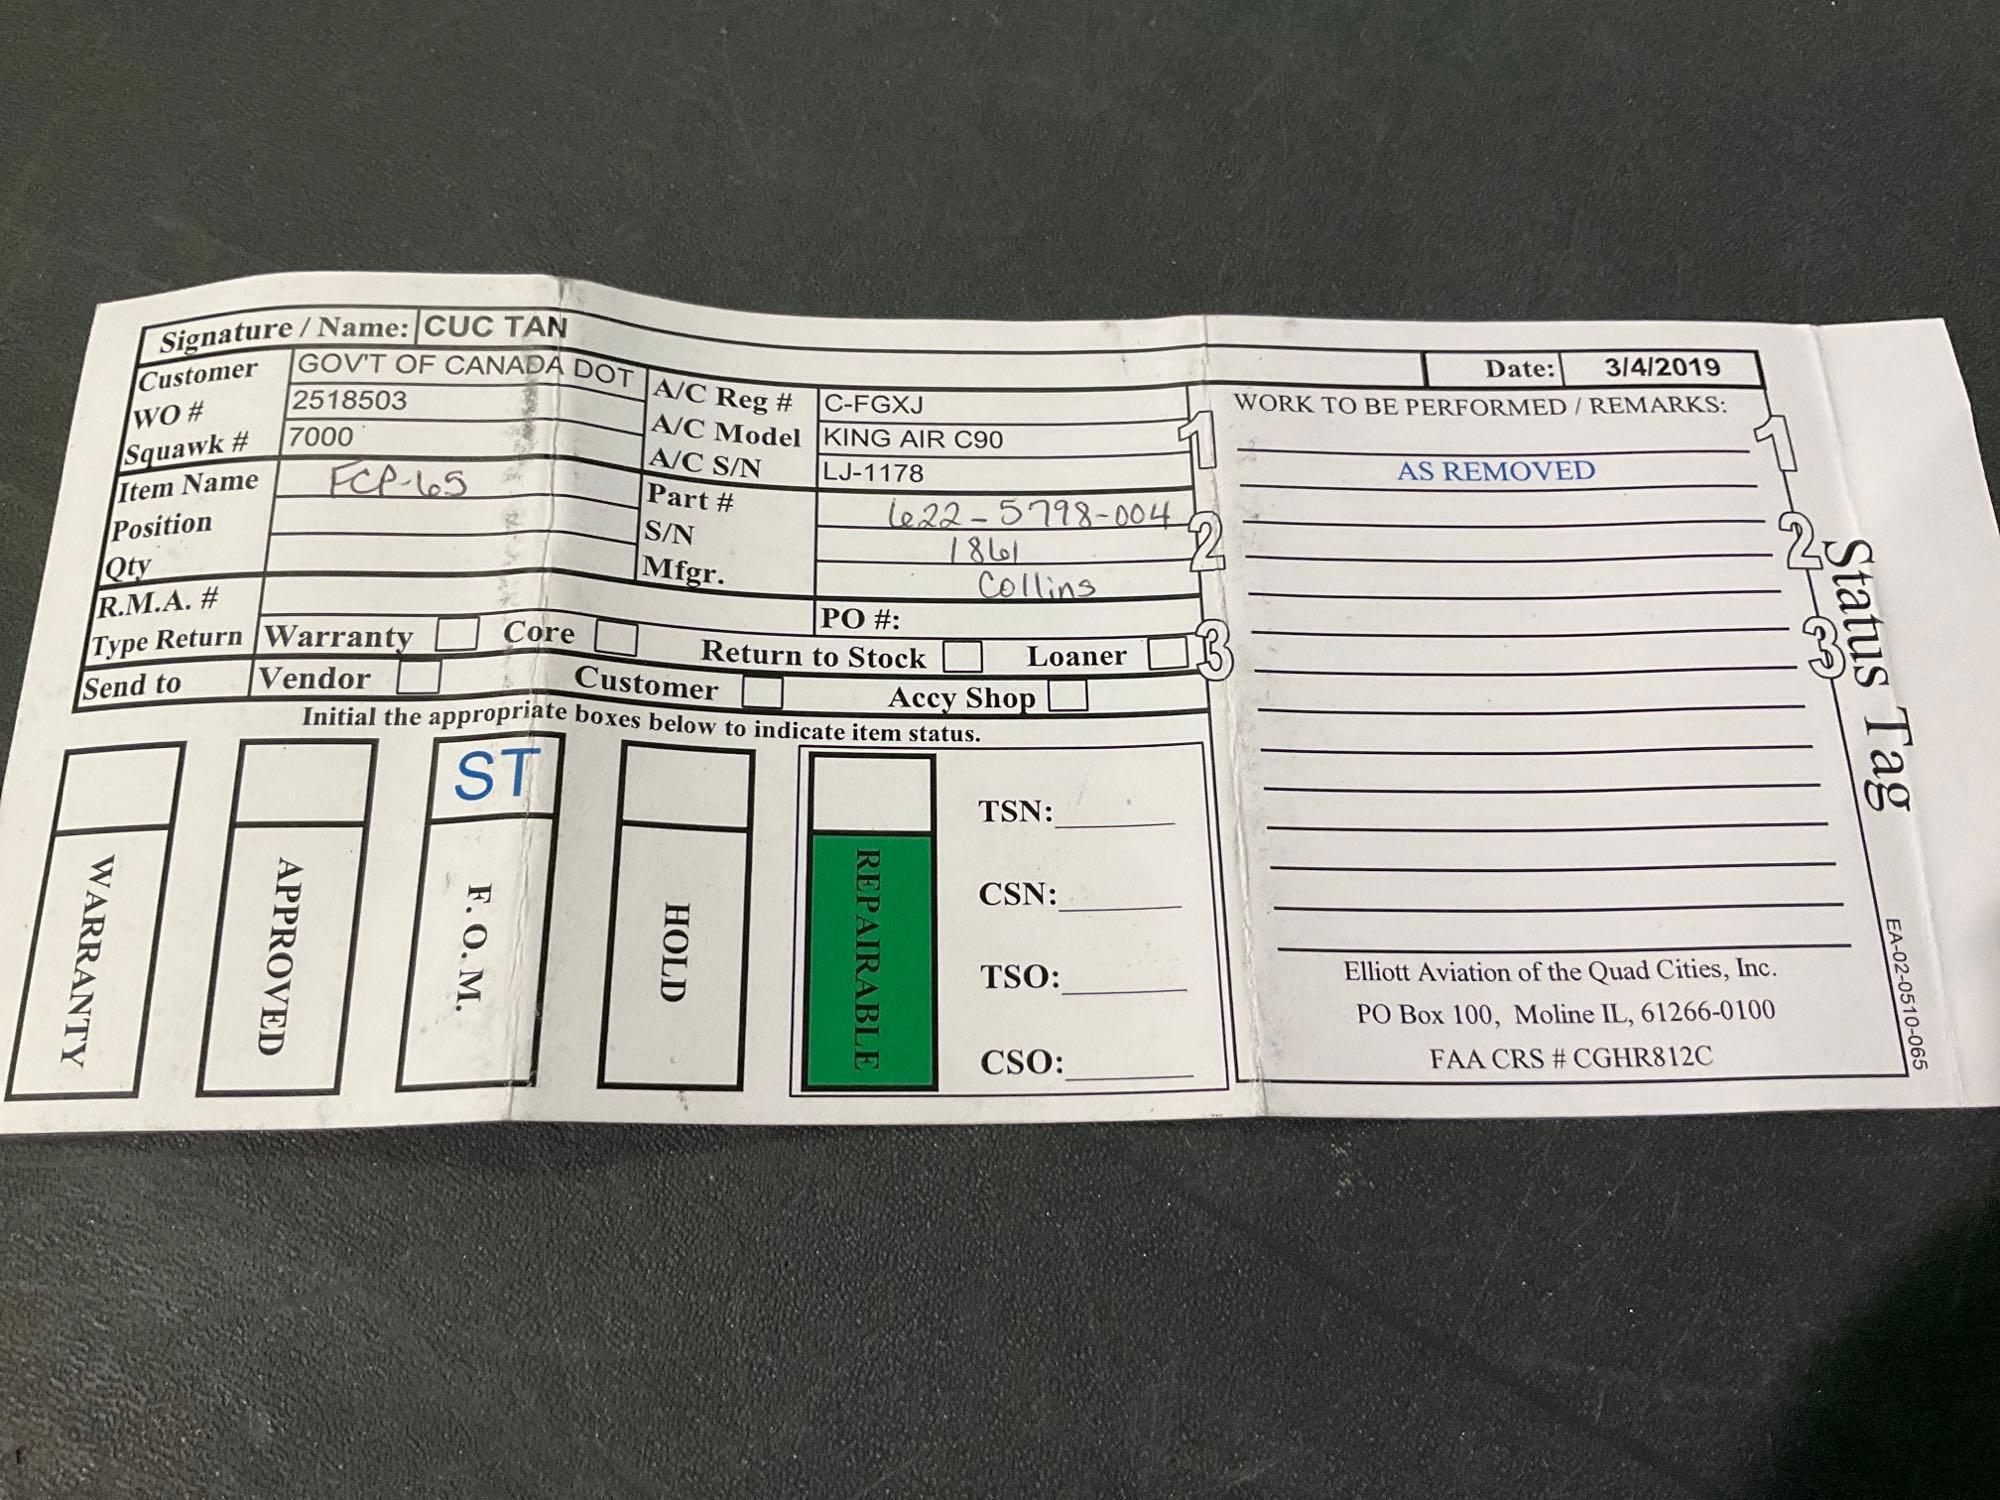 Signature / Name: CUC TAN
Date: 3/4/2019
Customer GOV'T OF CANADA DOT
WO # 2518503
Squawk # 7000
A/C Reg # C-FGXJ
A/C Model KING AIR C90
A/C S/N LJ-1178
Item Name FCP-65
Position
Qty
Part # 622-5798-004
S/N 1861
Mfgr. Collins
R.M.A. #
PO #:
Type Return Warranty Core Return to Stock Loaner
Send to Vendor Customer Accy Shop
Initial the appropriate boxes below to indicate item status.
WARRANTY
APPROVED
ST
F. O. M.
HOLD
REPAIRABLE
TSN:
CSN:
TSO:
CSO:
1
2
3
WORK TO BE PERFORMED / REMARKS:
AS REMOVED
Elliott Aviation of the Quad Cities, Inc.
PO Box 100, Moline IL, 61266-0100
FAA CRS # CGHR812C
1
2
3
Status Tag
EA-02-0510-065